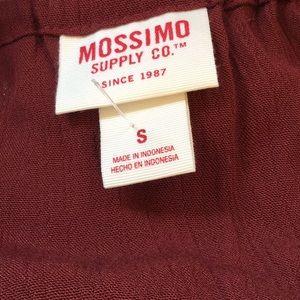 MOSSIMO
SUPPLY CO.™
SINCE 1987
S
MADE IN INDONESIA
HECHO EN INDONESIA